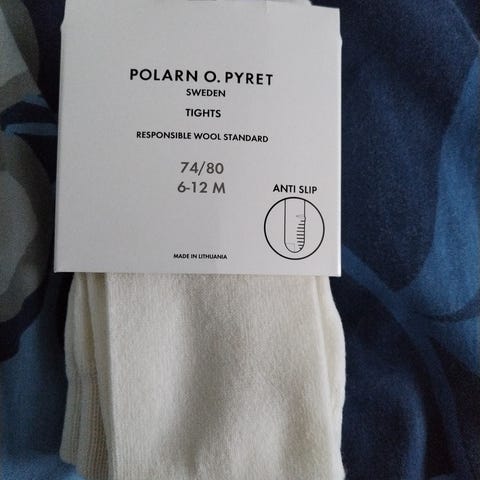 POLARN O. PYRET
SWEDEN
TIGHTS
RESPONSIBLE WOOL STANDARD
74/80
6-12 M
ANTI SLIP
MADE IN LITHUANIA